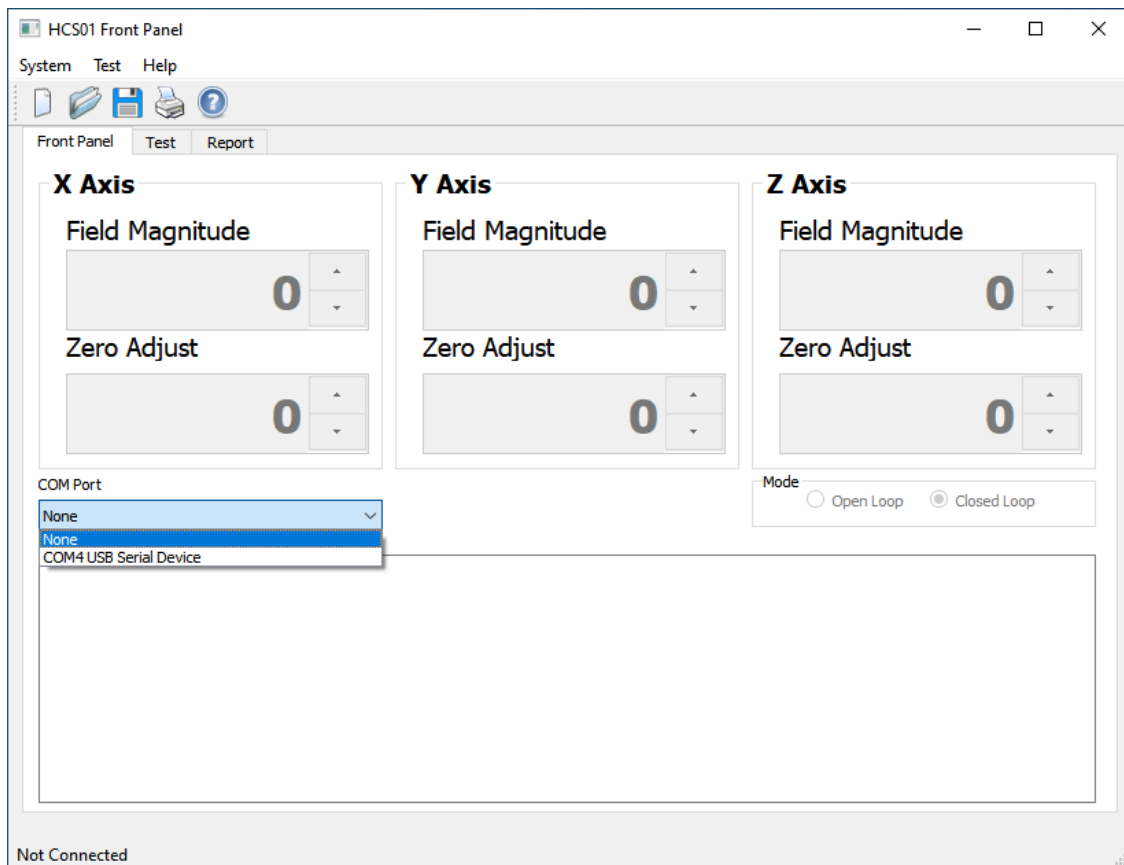 HCS01 Front Panel
System Test Help
Front Panel Test Report
X Axis Y Axis Z Axis
Field Magnitude Field Magnitude Field Magnitude
0 0 0
Zero Adjust Zero Adjust Zero Adjust
0 0 0
COM Port
Mode
None
Open Loop Closed Loop
None
COM4 USB Serial Device
Not Connected